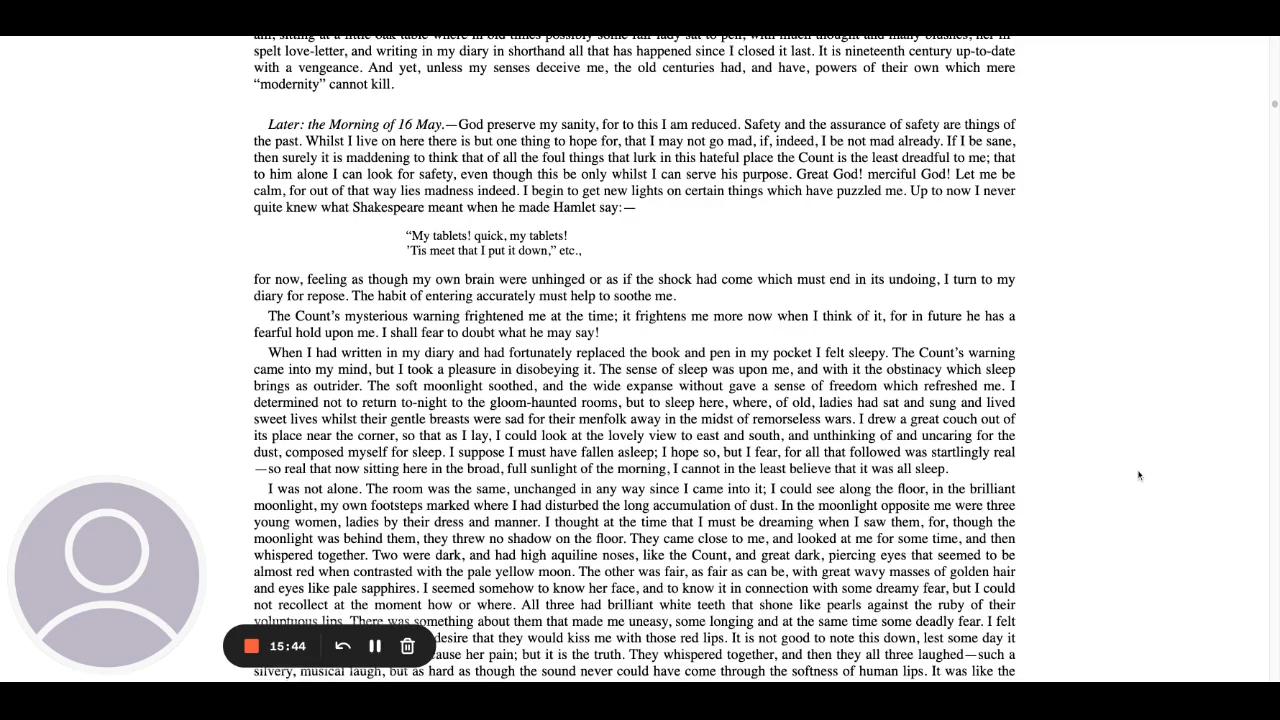 am, sitting at a little oak table where in old times possibly some fair lady sat to pen, with much thought and many blushes, her ill-
spelt love-letter, and writing in my diary in shorthand all that has happened since I closed it last. It is nineteenth century up-to-date
with a vengeance. And yet, unless my senses deceive me, the old centuries had, and have, powers of their own which mere
“modernity” cannot kill.
Later: the Morning of 16 May.—God preserve my sanity, for to this I am reduced. Safety and the assurance of safety are things of
the past. Whilst I live on here there is but one thing to hope for, that I may not go mad, if, indeed, I be not mad already. If I be sane,
then surely it is maddening to think that of all the foul things that lurk in this hateful place the Count is the least dreadful to me; that
to him alone I can look for safety, even though this be only whilst I can serve his purpose. Great God! merciful God! Let me be
calm, for out of that way lies madness indeed. I begin to get new lights on certain things which have puzzled me. Up to now I never
quite knew what Shakespeare meant when he made Hamlet say:—
“My tablets! quick, my tablets!
’Tis meet that I put it down,” etc.,
for now, feeling as though my own brain were unhinged or as if the shock had come which must end in its undoing, I turn to my
diary for repose. The habit of entering accurately must help to soothe me.
The Count’s mysterious warning frightened me at the time; it frightens me more now when I think of it, for in future he has a
fearful hold upon me. I shall fear to doubt what he may say!
When I had written in my diary and had fortunately replaced the book and pen in my pocket I felt sleepy. The Count’s warning
came into my mind, but I took a pleasure in disobeying it. The sense of sleep was upon me, and with it the obstinacy which sleep
brings as outrider. The soft moonlight soothed, and the wide expanse without gave a sense of freedom which refreshed me. I
determined not to return to-night to the gloom-haunted rooms, but to sleep here, where, of old, ladies had sat and sung and lived
sweet lives whilst their gentle breasts were sad for their menfolk away in the midst of remorseless wars. I drew a great couch out of
its place near the corner, so that as I lay, I could look at the lovely view to east and south, and unthinking of and uncaring for the
dust, composed myself for sleep. I suppose I must have fallen asleep; I hope so, but I fear, for all that followed was startlingly real
—so real that now sitting here in the broad, full sunlight of the morning, I cannot in the least believe that it was all sleep.
I was not alone. The room was the same, unchanged in any way since I came into it; I could see along the floor, in the brilliant
moonlight, my own footsteps marked where I had disturbed the long accumulation of dust. In the moonlight opposite me were three
young women, ladies by their dress and manner. I thought at the time that I must be dreaming when I saw them, for, though the
moonlight was behind them, they threw no shadow on the floor. They came close to me, and looked at me for some time, and then
whispered together. Two were dark, and had high aquiline noses, like the Count, and great dark, piercing eyes that seemed to be
almost red when contrasted with the pale yellow moon. The other was fair, as fair as can be, with great wavy masses of golden hair
and eyes like pale sapphires. I seemed somehow to know her face, and to know it in connection with some dreamy fear, but I could
not recollect at the moment how or where. All three had brilliant white teeth that shone like pearls against the ruby of their
voluptuous lips. There was something about them that made me uneasy, some longing and at the same time some deadly fear. I felt
desire that they would kiss me with those red lips. It is not good to note this down, lest some day it
cause her pain; but it is the truth. They whispered together, and then they all three laughed—such a
silvery, musical laugh, but as hard as though the sound never could have come through the softness of human lips. It was like the
15:44